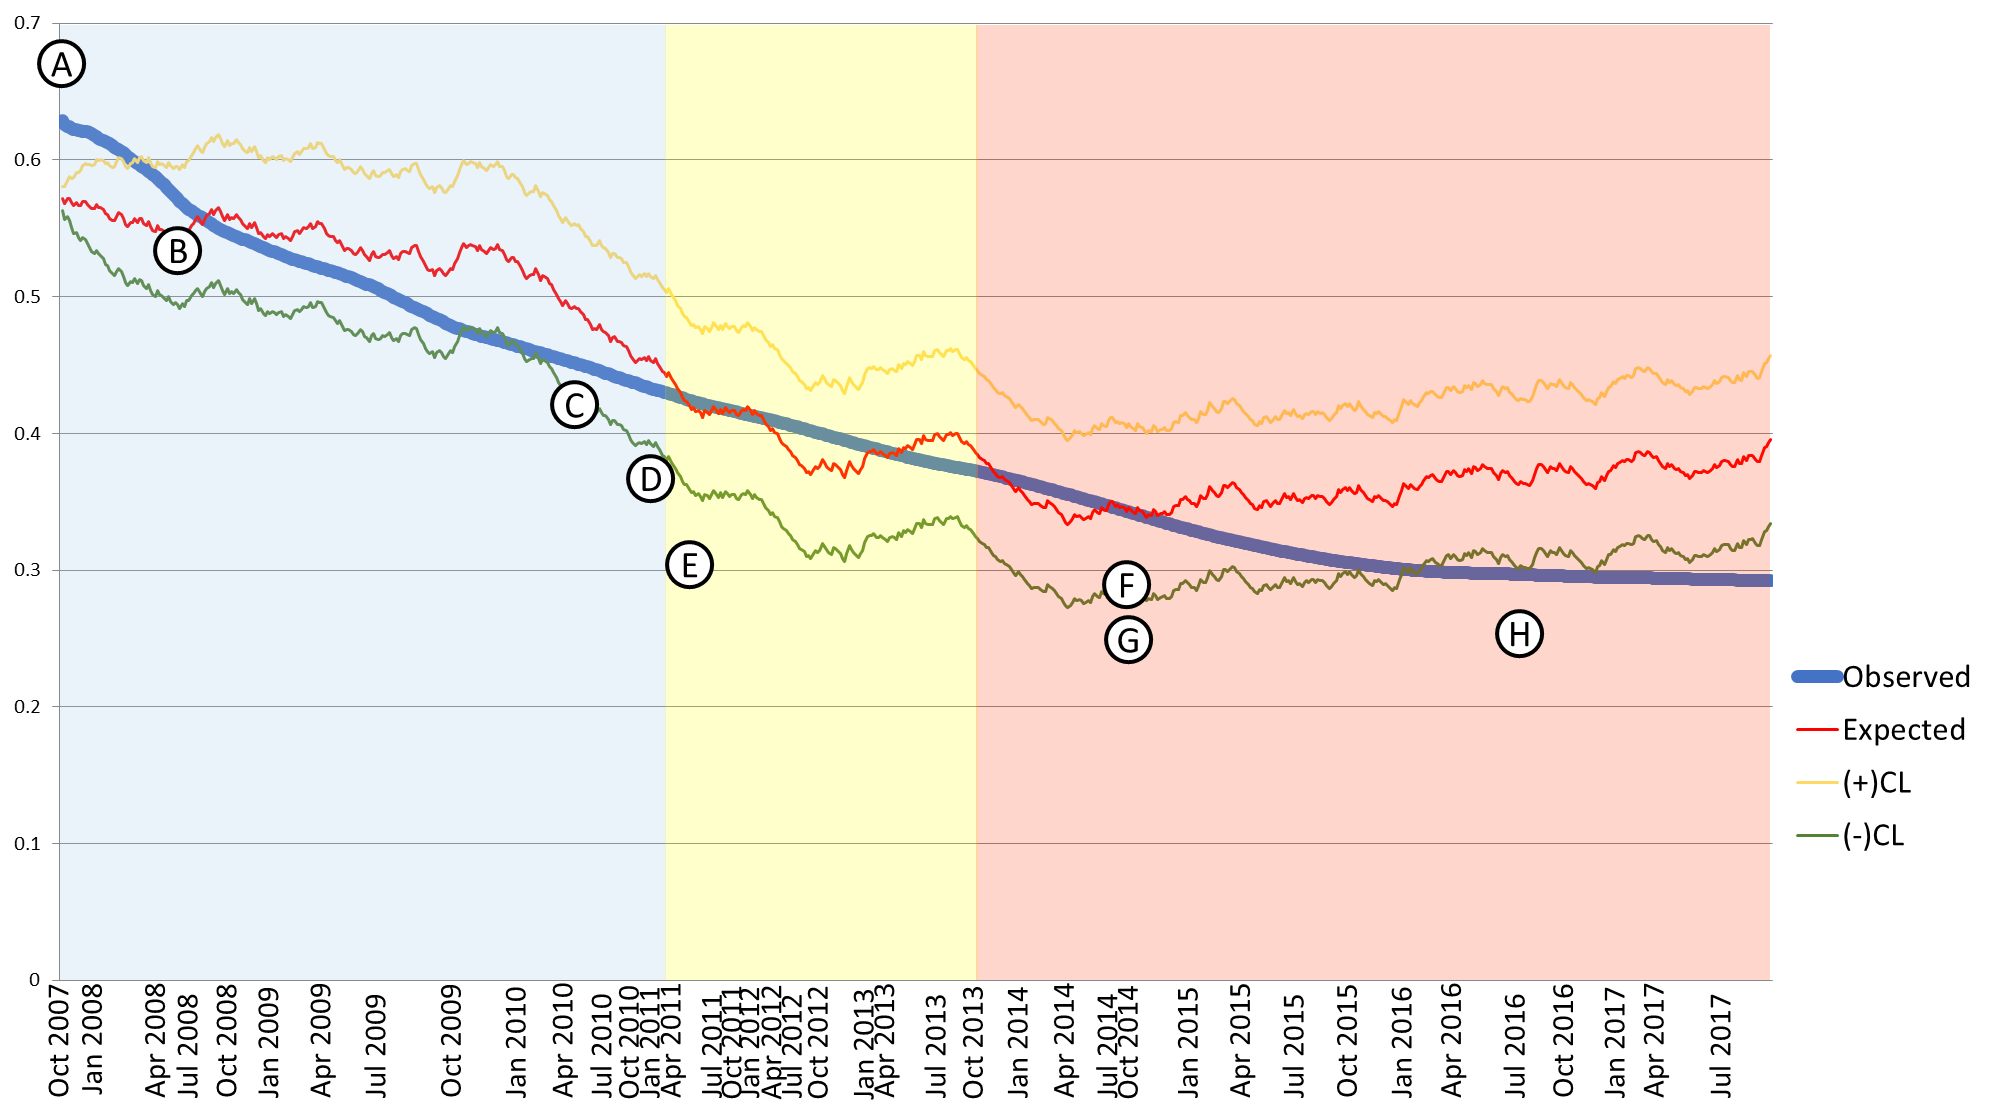 0.7
0.6
0.5
0.4
0.3
0.2
0.1
0
A
B
C
D
E
F
G
H
Observed
Expected
(+)CL
(-)CL
Oct 2007
Jan 2008
Apr 2008
Jul 2008
Oct 2008
Jan 2009
Apr 2009
Jul 2009
Oct 2009
Jan 2010
Apr 2010
Jul 2010
Oct 2010
Jan 2011
Apr 2011
Jul 2011
Oct 2011
Jan 2012
Apr 2012
Jul 2012
Oct 2012
Jan 2013
Apr 2013
Jul 2013
Oct 2013
Jan 2014
Apr 2014
Jul 2014
Oct 2014
Jan 2015
Apr 2015
Jul 2015
Oct 2015
Jan 2016
Apr 2016
Jul 2016
Oct 2016
Jan 2017
Apr 2017
Jul 2017